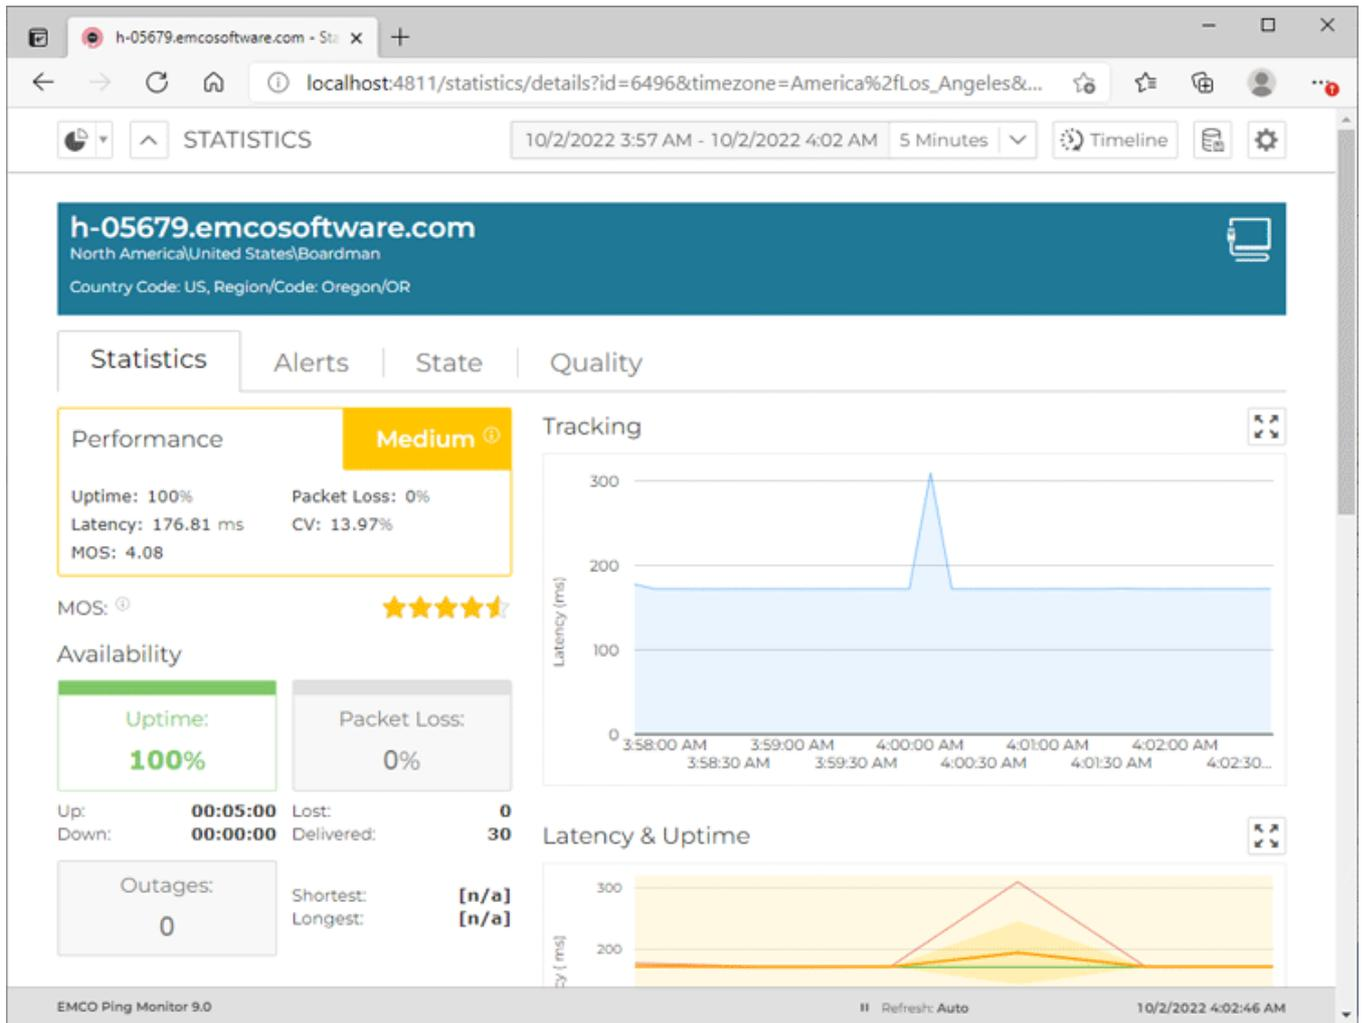 h-05679.emcosoftware.com - Sta
localhost:4811/statistics/details?id=6496&timezone=America%2fLos_Angeles&...
STATISTICS
10/2/2022 3:57 AM - 10/2/2022 4:02 AM 5 Minutes Timeline
h-05679.emcosoftware.com
North America\United States\Boardman
Country Code: US, Region/Code: Oregon/OR
Statistics Alerts State Quality
Performance Medium
Uptime: 100% Packet Loss: 0%
Latency: 176.81 ms CV: 13.97%
MOS: 4.08
MOS:
Availability
Uptime: Packet Loss:
100% 0%
Up: 00:05:00 Lost: 0
Down: 00:00:00 Delivered: 30
Outages:
0
Shortest: [n/a]
Longest: [n/a]
Tracking
Latency (ms)
300
200
100
0
3:58:00 AM 3:59:00 AM 4:00:00 AM 4:01:00 AM 4:02:00 AM
3:58:30 AM 3:59:30 AM 4:00:30 AM 4:01:30 AM 4:02:30...
Latency & Uptime
300
200
cy ( ms)
EMCO Ping Monitor 9.0 Refresh: Auto 10/2/2022 4:02:46 AM